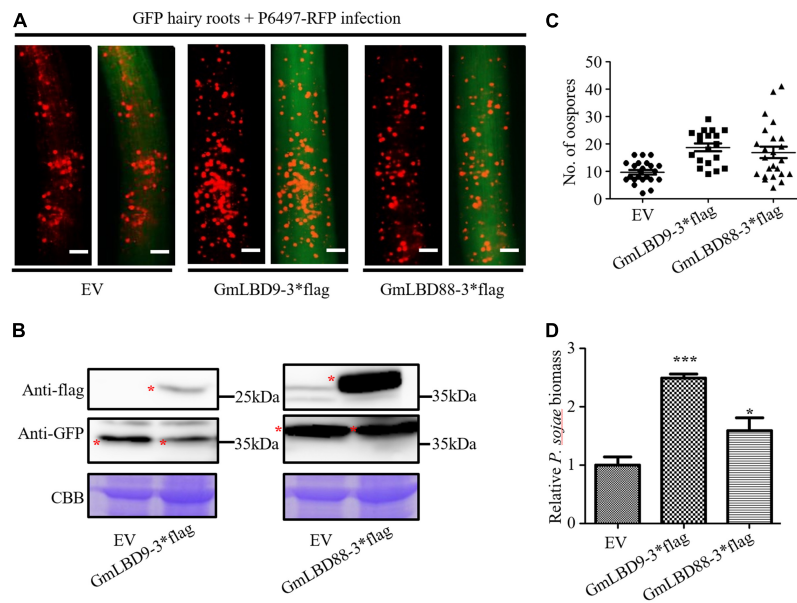 A
GFP hairy roots + P6497-RFP infection
EV
GmLBD9-3*flag
GmLBD88-3*flag
B
Anti-flag
*
25kDa
*
35kDa
Anti-GFP
*
*
35kDa
*
*
35kDa
CBB
EV
GmLBD9-3*flag
EV
GmLBD88-3*flag
C
No. of oospores
50
40
30
20
10
0
EV
GmLBD9-3*flag
GmLBD88-3*flag
D
Relative P. sojae biomass
3
2
1
0
***
*
EV
GmLBD9-3*flag
GmLBD88-3*flag